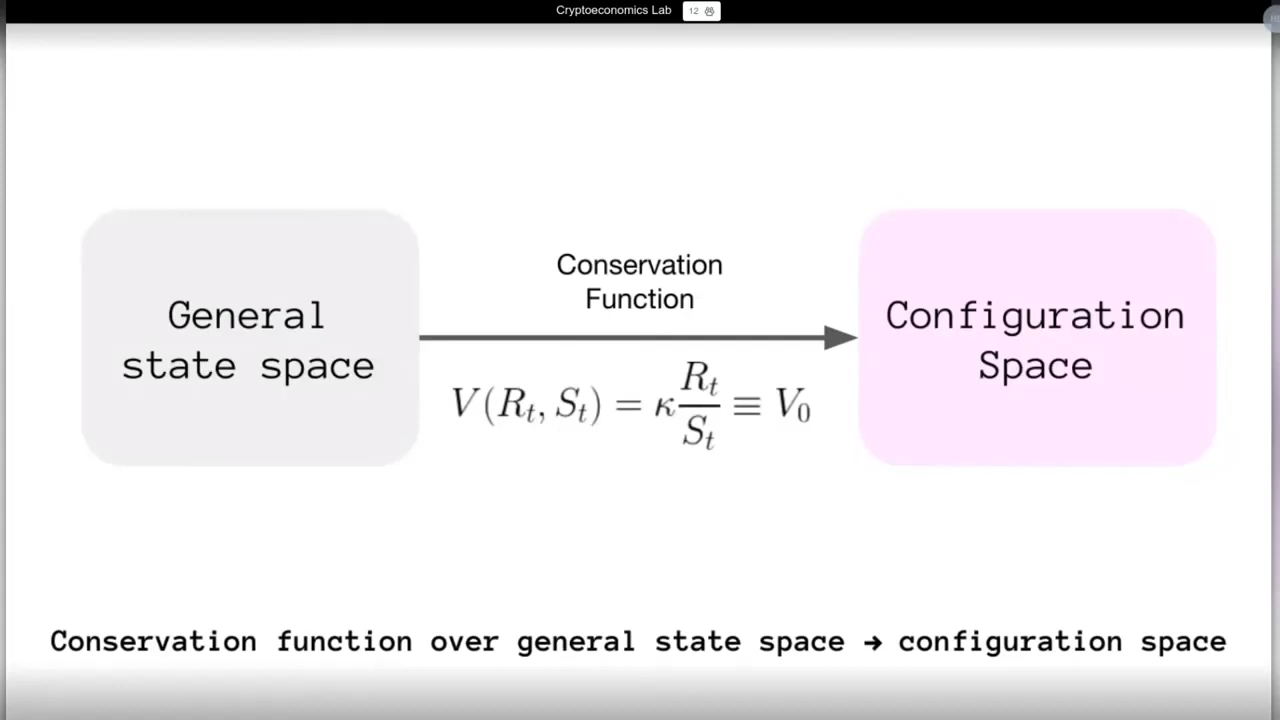 Cryptoeconomics Lab 12
Conservation
Function
General
state space
V(R_t, S_t) = κ R_t/S_t ≡ V_0
Configuration
Space
Conservation function over general state space → configuration space